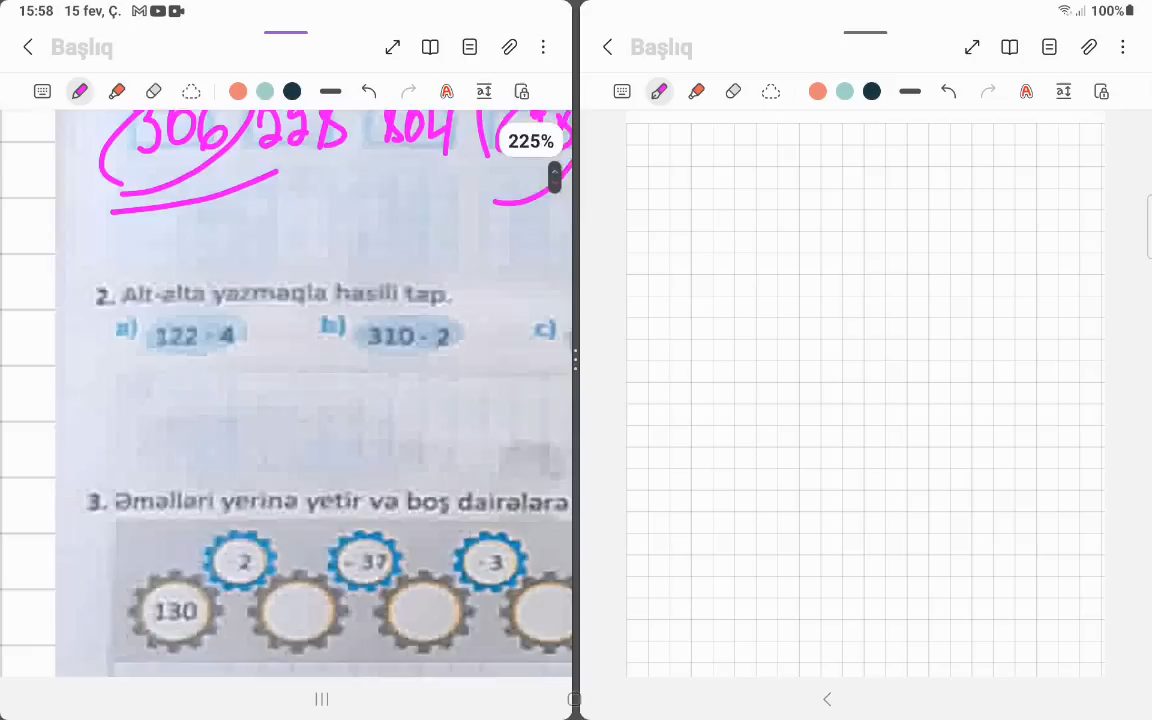 15:58 15 fev, Ç. 100%
Başlıq Başlıq
306 228 804
225%
2. Alt-alta yazmaqla hasili tap.
a) 122 · 4 b) 310 · 2 c)
3. Əməlləri yerinə yetir və boş dairələrə
· 2 - 37 · 3
130